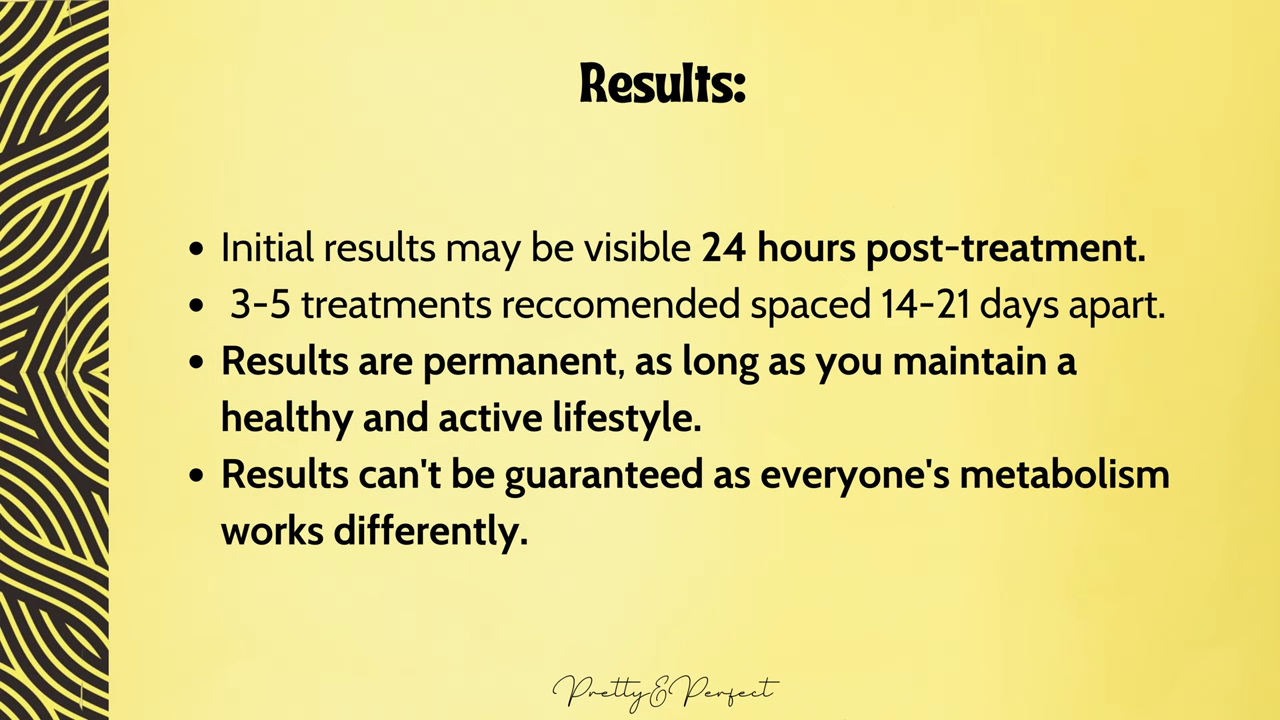 Results:
• Initial results may be visible 24 hours post-treatment.
• 3-5 treatments reccomended spaced 14-21 days apart.
• Results are permanent, as long as you maintain a
healthy and active lifestyle.
• Results can't be guaranteed as everyone's metabolism
works differently.
Pretty&Perfect